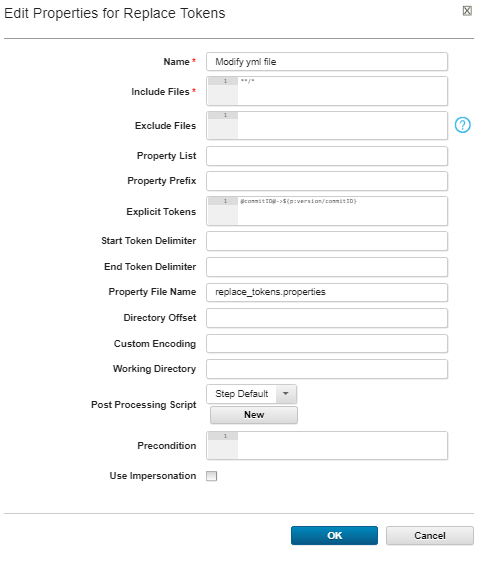 Edit Properties for Replace Tokens
Name *
Modify yml file
Include Files *
1 **/*
Exclude Files
1
?
Property List
Property Prefix
Explicit Tokens
1 @commitID@->${p:version/commitID}
Start Token Delimiter
End Token Delimiter
Property File Name
replace_tokens.properties
Directory Offset
Custom Encoding
Working Directory
Post Processing Script
Step Default
New
Precondition
1
Use Impersonation
OK
Cancel